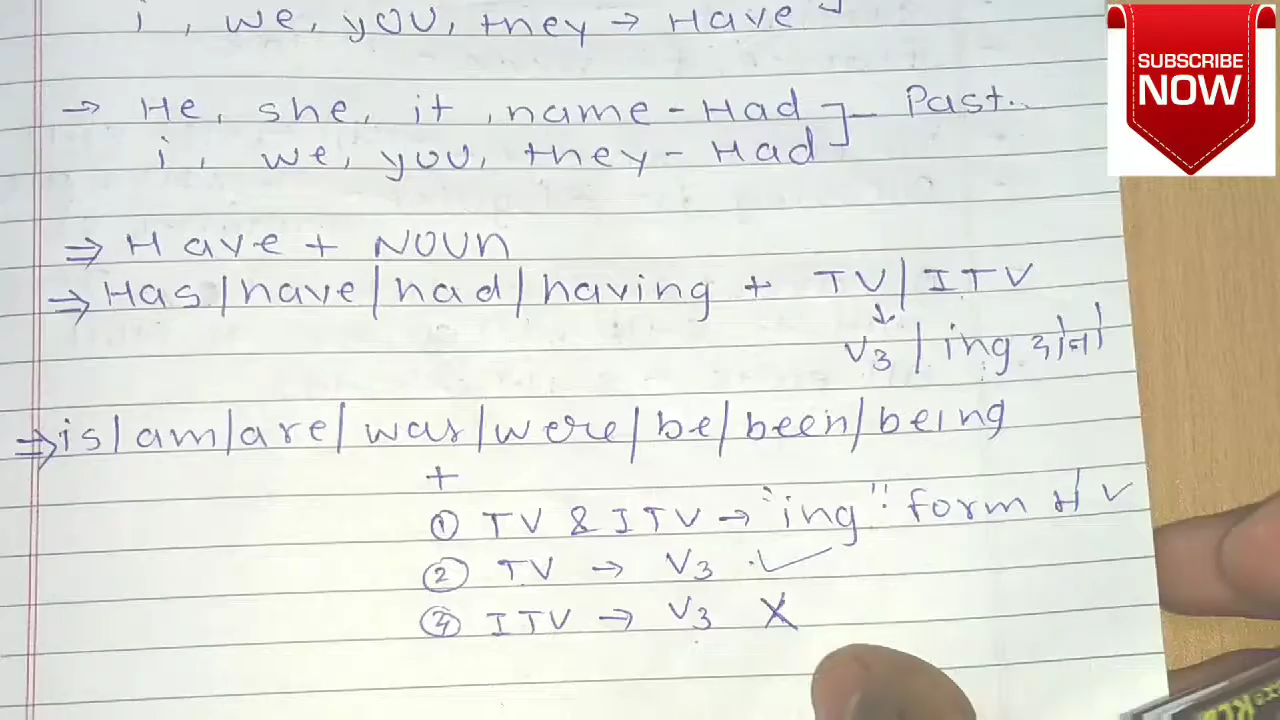 i, we, you, they → Have
→ He, she, it, name - Had ]- Past..
i, we, you, they - Had
⇒ Have + NOUN
⇒ Has/have/had/having + TV/ITV
↓
V3 / ing दोनों
⇒ is/am/are/was/were/be/been/being
+
① TV & ITV → "ing" form में ✓
② TV → V3 ✓
③ ITV → V3 X
SUBSCRIBE
NOW